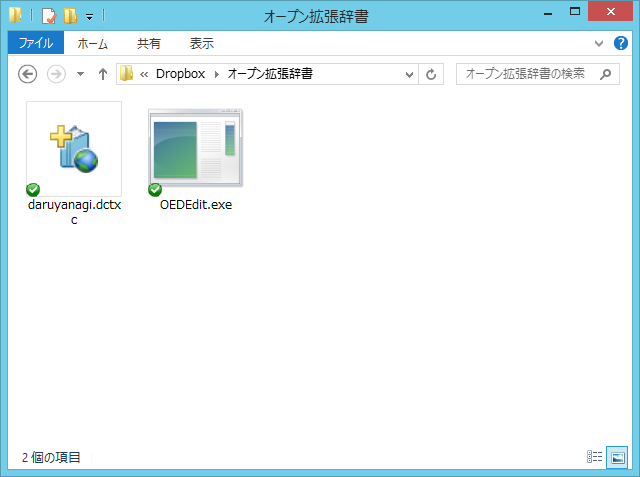 オープン拡張辞書
ファイル ホーム 共有 表示
« Dropbox オープン拡張辞書 オープン拡張辞書の検索
daruyanagi.dctx
c
OEDEdit.exe
2 個の項目